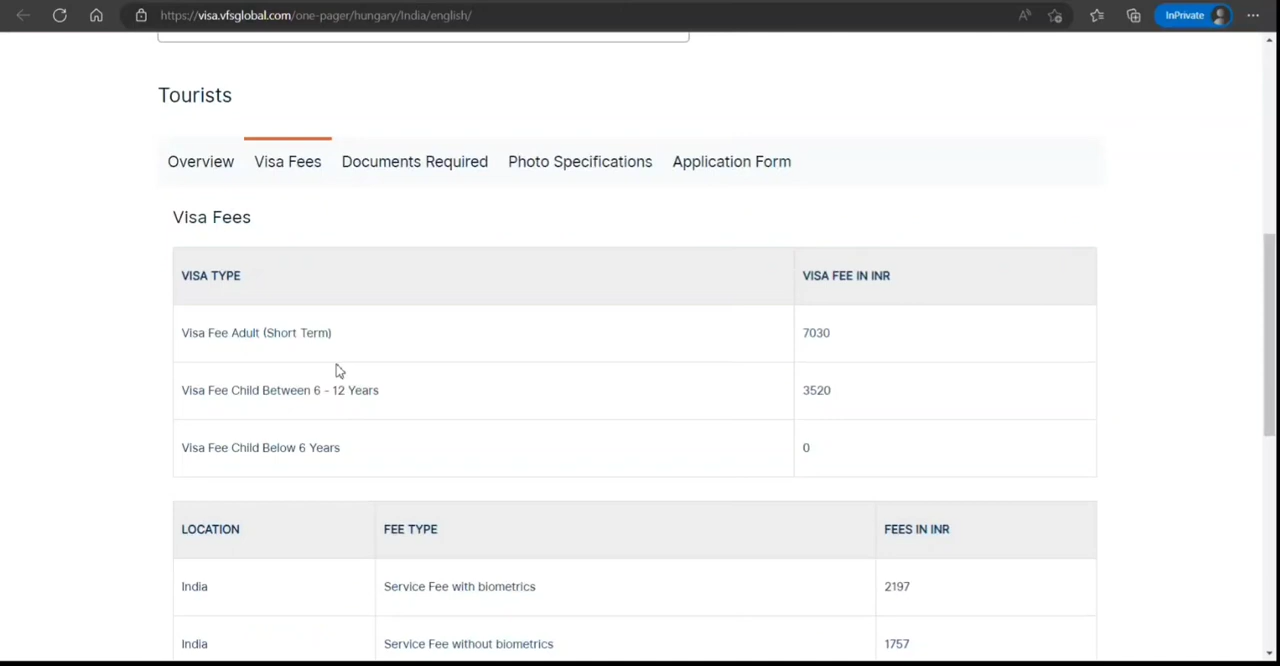 https://visa.vfsglobal.com/one-pager/hungary/India/english/
InPrivate
Tourists
Overview Visa Fees Documents Required Photo Specifications Application Form
Visa Fees
VISA TYPE VISA FEE IN INR
Visa Fee Adult (Short Term) 7030
Visa Fee Child Between 6 - 12 Years 3520
Visa Fee Child Below 6 Years 0
LOCATION FEE TYPE FEES IN INR
India Service Fee with biometrics 2197
India Service Fee without biometrics 1757